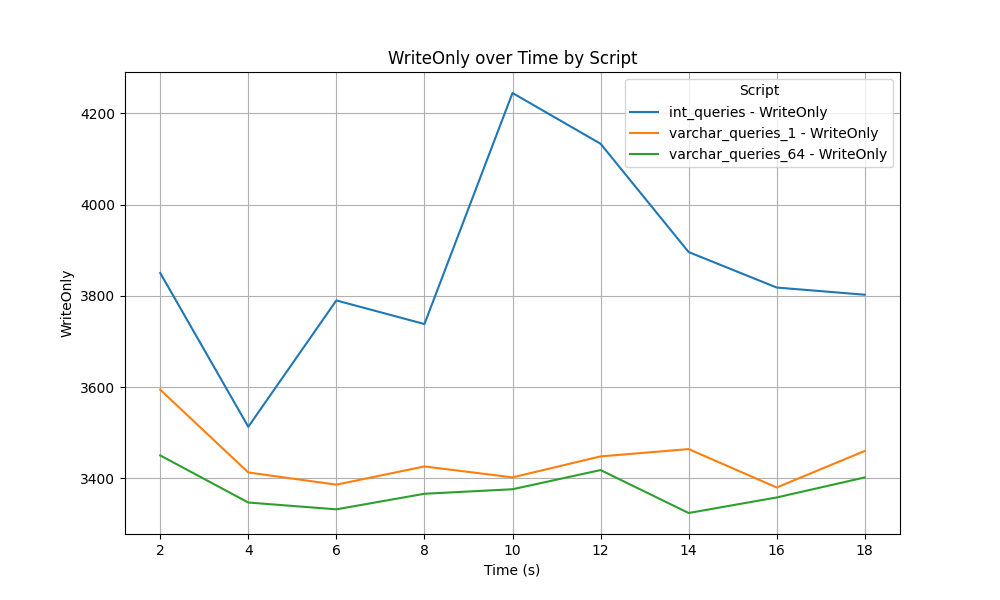 WriteOnly over Time by Script
Script
int_queries - WriteOnly
varchar_queries_1 - WriteOnly
varchar_queries_64 - WriteOnly
WriteOnly
4200
4000
3800
3600
3400
2 4 6 8 10 12 14 16 18
Time (s)